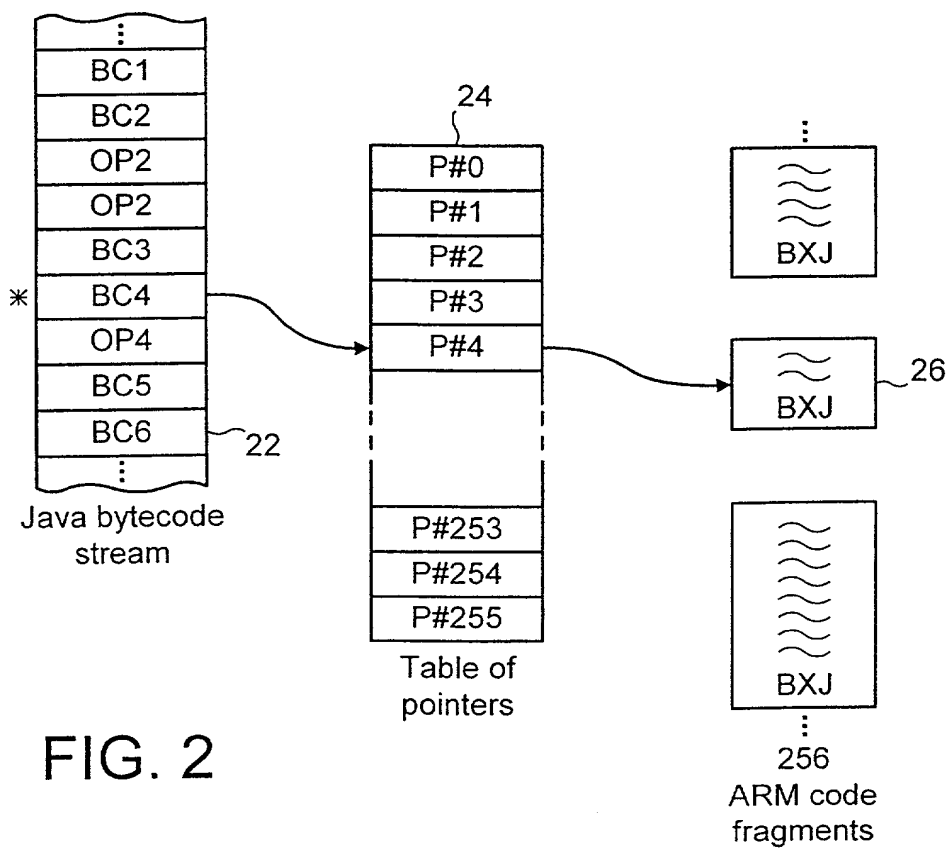 BC1
BC2
OP2
OP2
BC3
* BC4
OP4
BC5
BC6
22
Java bytecode
stream
24
P#0
P#1
P#2
P#3
P#4
P#253
P#254
P#255
Table of
pointers
BXJ
BXJ
26
BXJ
256
ARM code
fragments
FIG. 2